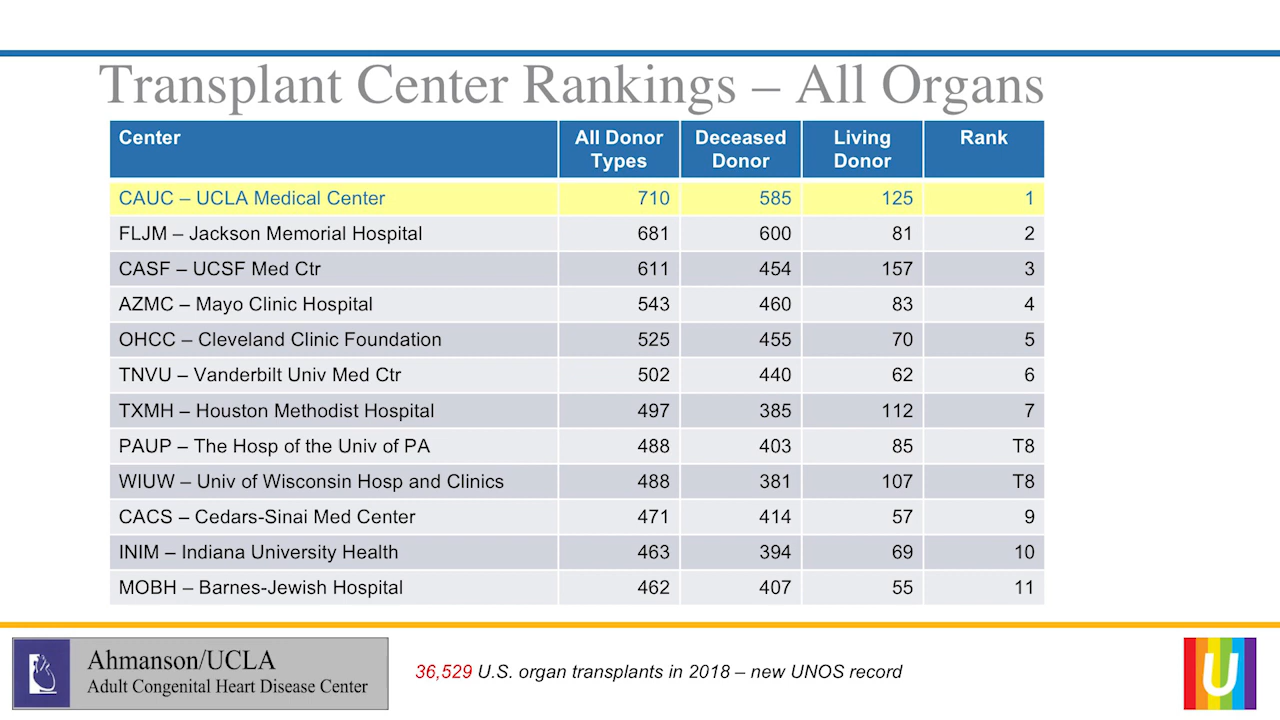 Transplant Center Rankings – All Organs
Center All Donor Types Deceased Donor Living Donor Rank
CAUC – UCLA Medical Center 710 585 125 1
FLJM – Jackson Memorial Hospital 681 600 81 2
CASF – UCSF Med Ctr 611 454 157 3
AZMC – Mayo Clinic Hospital 543 460 83 4
OHCC – Cleveland Clinic Foundation 525 455 70 5
TNVU – Vanderbilt Univ Med Ctr 502 440 62 6
TXMH – Houston Methodist Hospital 497 385 112 7
PAUP – The Hosp of the Univ of PA 488 403 85 T8
WIUW – Univ of Wisconsin Hosp and Clinics 488 381 107 T8
CACS – Cedars-Sinai Med Center 471 414 57 9
INIM – Indiana University Health 463 394 69 10
MOBH – Barnes-Jewish Hospital 462 407 55 11
Ahmanson/UCLA
Adult Congenital Heart Disease Center
36,529 U.S. organ transplants in 2018 – new UNOS record
U